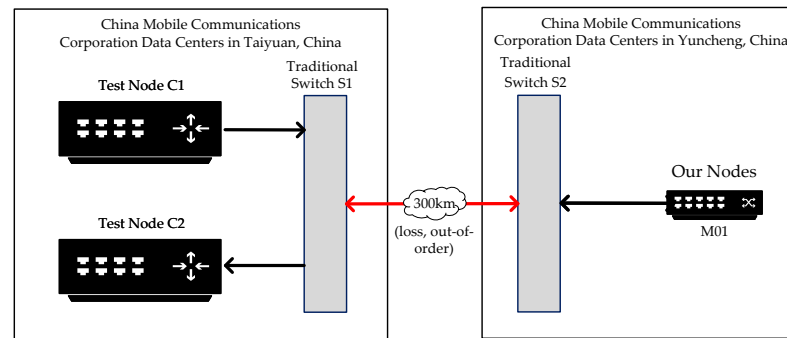 China Mobile Communications
Corporation Data Centers in Taiyuan, China
Test Node C1
Traditional
Switch S1
Test Node C2
300km
(loss, out-of-
order)
China Mobile Communications
Corporation Data Centers in Yuncheng, China
Traditional
Switch S2
Our Nodes
M01